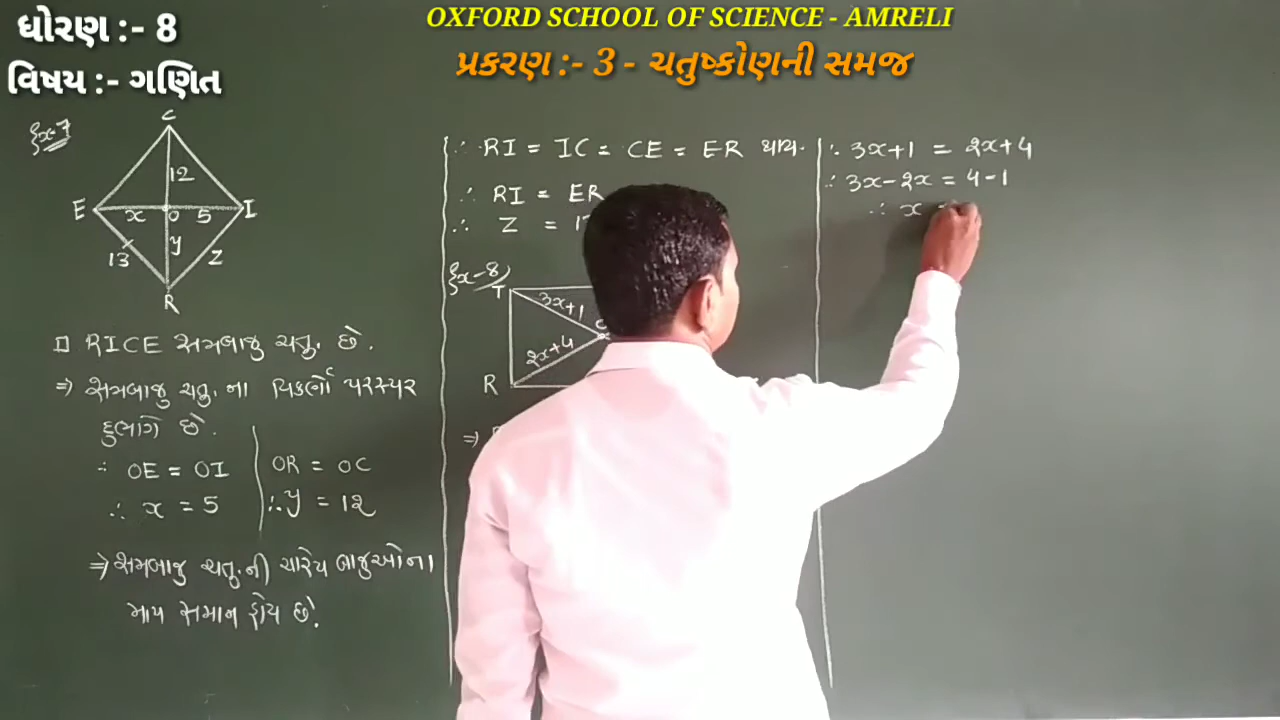 ધોરણ :- 8
વિષય :- ગણિત
OXFORD SCHOOL OF SCIENCE - AMRELI
પ્રકરણ :- 3 - ચતુષ્કોણની સમજ
Ex-7
C
12
E x O 5 I
y
13 Z
R
□ RICE સમબાજુ ચતુ. છે.
⇒ સમબાજુ ચતુ. ના વિકર્ણો પરસ્પર
દુભાગે છે.
∴ OE = OI
∴ x = 5
OR = OC
∴ y = 12
⇒ સમબાજુ ચતુ. ની ચારેય બાજુઓના
માપ સમાન હોય છે.
∴ RI = IC = CE = ER થાય.
∴ RI = ER
∴ Z = 1
Ex-8
T
3x+1
2x+4
R
⇒
∴ 3x+1 = 2x+4
∴ 3x-2x = 4-1
∴ x =